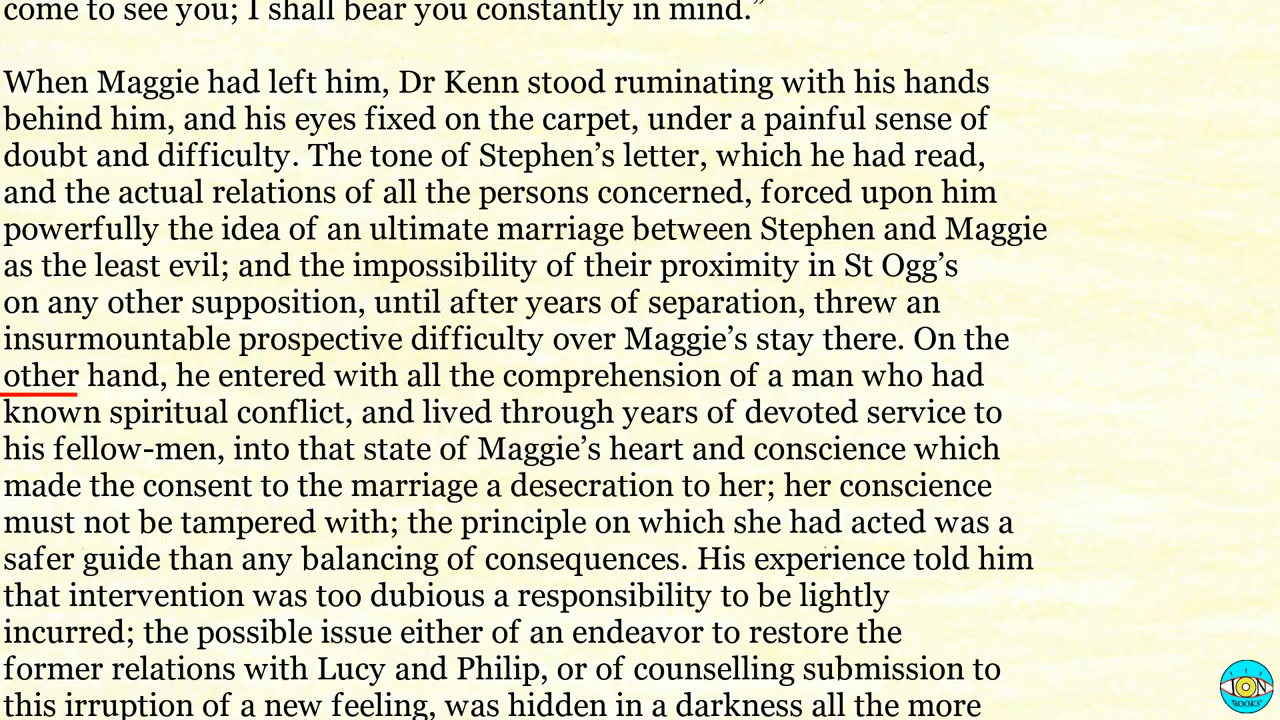 come to see you; I shall bear you constantly in mind.”
When Maggie had left him, Dr Kenn stood ruminating with his hands
behind him, and his eyes fixed on the carpet, under a painful sense of
doubt and difficulty. The tone of Stephen’s letter, which he had read,
and the actual relations of all the persons concerned, forced upon him
powerfully the idea of an ultimate marriage between Stephen and Maggie
as the least evil; and the impossibility of their proximity in St Ogg’s
on any other supposition, until after years of separation, threw an
insurmountable prospective difficulty over Maggie’s stay there. On the
other hand, he entered with all the comprehension of a man who had
known spiritual conflict, and lived through years of devoted service to
his fellow-men, into that state of Maggie’s heart and conscience which
made the consent to the marriage a desecration to her; her conscience
must not be tampered with; the principle on which she had acted was a
safer guide than any balancing of consequences. His experience told him
that intervention was too dubious a responsibility to be lightly
incurred; the possible issue either of an endeavor to restore the
former relations with Lucy and Philip, or of counselling submission to
this irruption of a new feeling, was hidden in a darkness all the more
ION
BOOKS